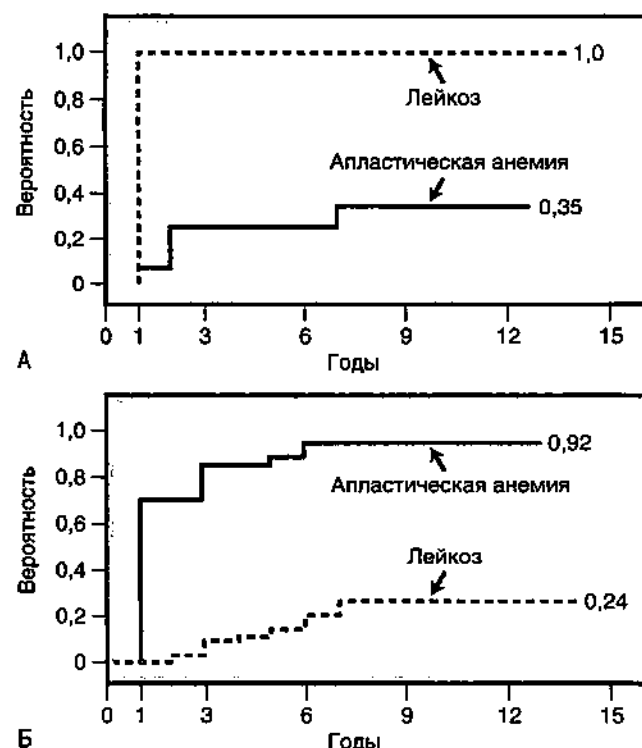 1,0
1,0
0,8
Лейкоз
0,6
Апластическая анемия
0,4
0,35
0,2
0
0 1 3 6 9 12 15
Годы
Вероятность
А
1,0
0,92
0,8
Апластическая анемия
0,6
Лейкоз
0,4
0,2
0,24
0
0 1 3 6 9 12 15
Годы
Вероятность
Б